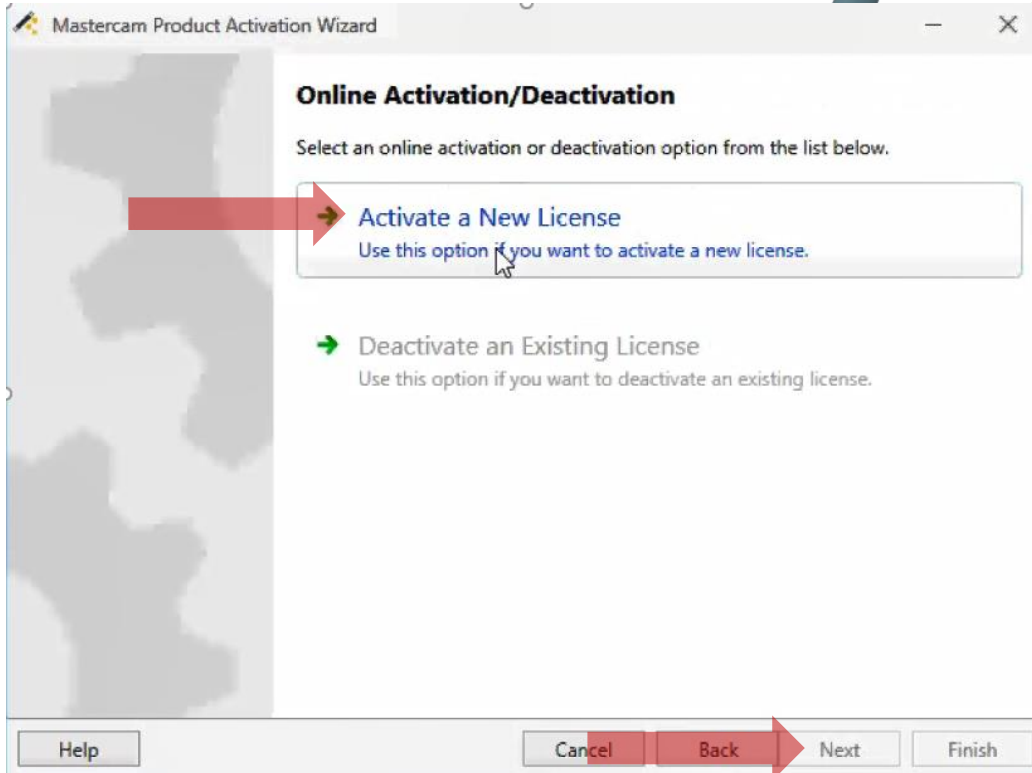 Mastercam Product Activation Wizard
Online Activation/Deactivation
Select an online activation or deactivation option from the list below.
Activate a New License
Use this option if you want to activate a new license.
Deactivate an Existing License
Use this option if you want to deactivate an existing license.
Help Cancel Back Next Finish